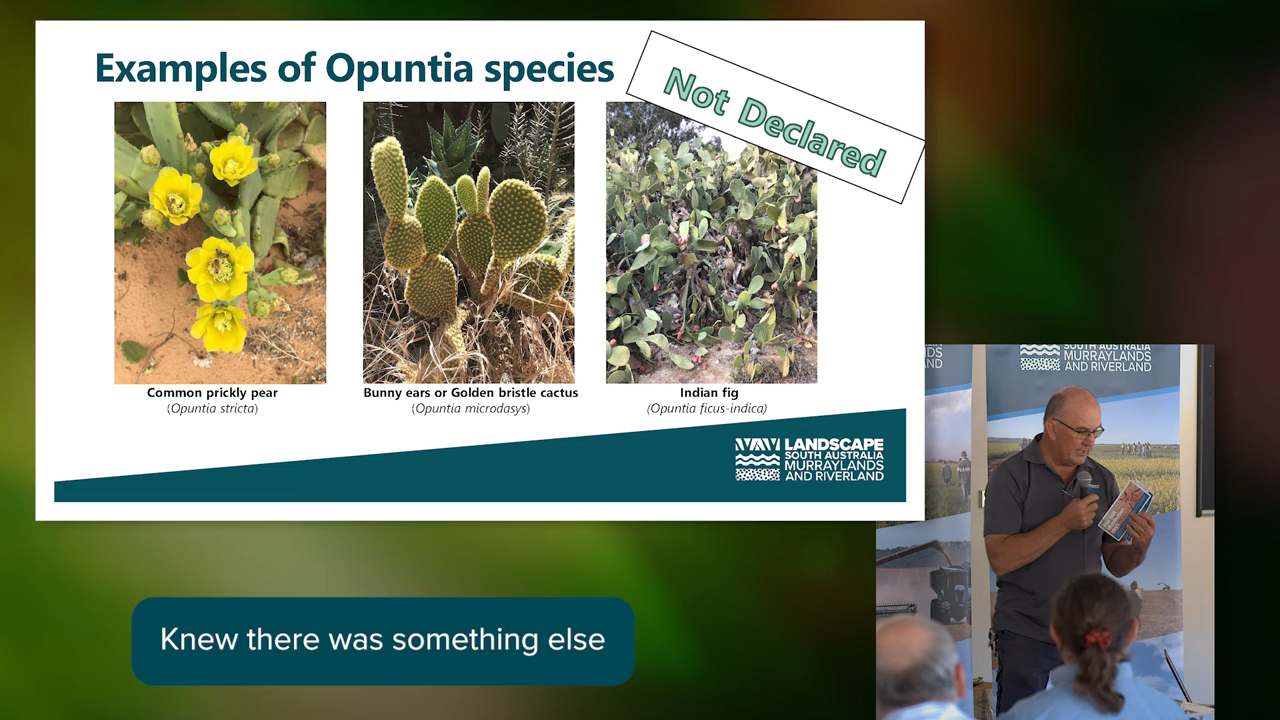 Examples of Opuntia species
Not Declared
Common prickly pear
(Opuntia stricta)
Bunny ears or Golden bristle cactus
(Opuntia microdasys)
Indian fig
(Opuntia ficus-indica)
LANDSCAPE
SOUTH AUSTRALIA
MURRAYLANDS
AND RIVERLAND
Knew there was something else
DS
AND
SOUTH AUSTRALIA
MURRAYLANDS
AND RIVERLAND